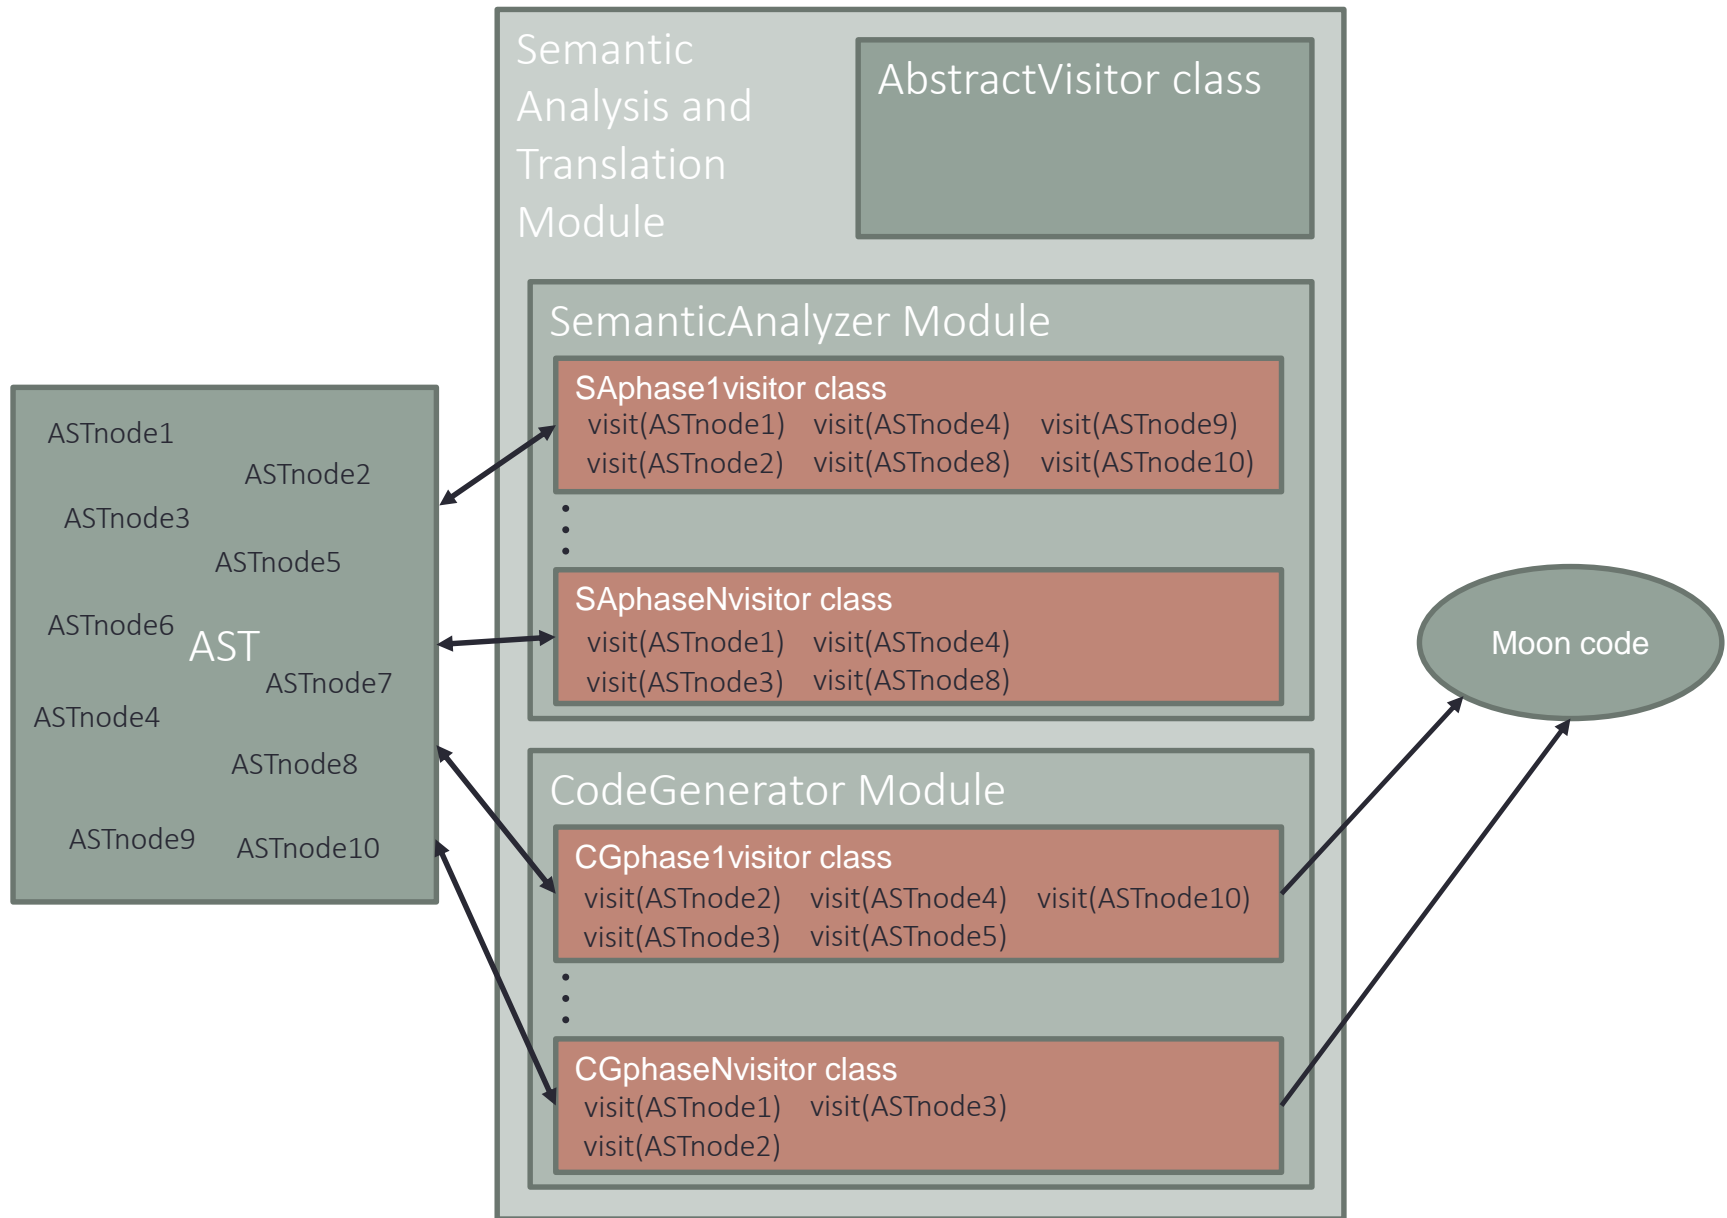 Semantic
Analysis and
Translation
Module
AbstractVisitor class
SemanticAnalyzer Module
SAphase1visitor class
visit(ASTnode1) visit(ASTnode4) visit(ASTnode9)
visit(ASTnode2) visit(ASTnode8) visit(ASTnode10)
SAphaseNvisitor class
visit(ASTnode1) visit(ASTnode4)
visit(ASTnode3) visit(ASTnode8)
CodeGenerator Module
CGphase1visitor class
visit(ASTnode2) visit(ASTnode4) visit(ASTnode10)
visit(ASTnode3) visit(ASTnode5)
CGphaseNvisitor class
visit(ASTnode1) visit(ASTnode3)
visit(ASTnode2)
ASTnode1
ASTnode2
ASTnode3
ASTnode5
ASTnode6
AST
ASTnode7
ASTnode4
ASTnode8
ASTnode9
ASTnode10
Moon code